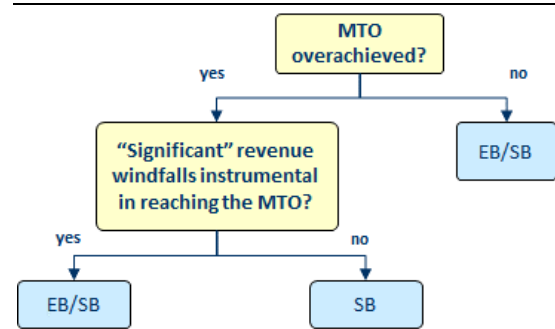 MTO
overachieved?
yes
no
“Significant” revenue
windfalls instrumental
in reaching the MTO?
EB/SB
yes
no
EB/SB
SB